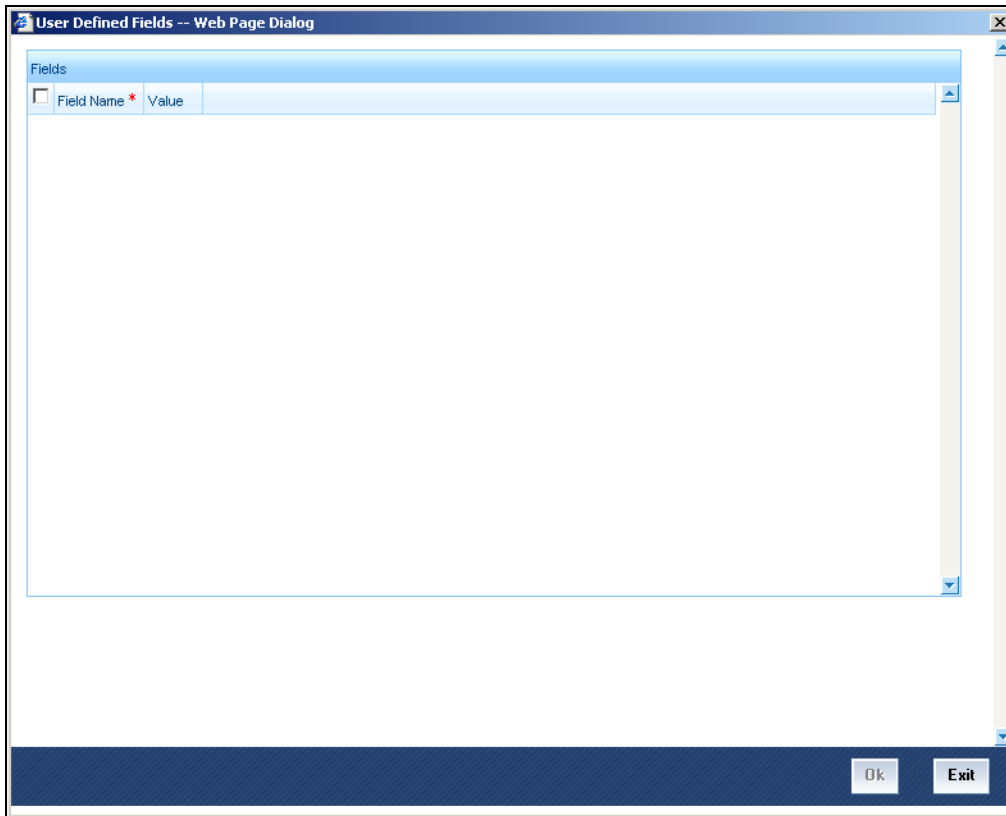 User Defined Fields -- Web Page Dialog
Fields
Field Name * Value
Ok Exit